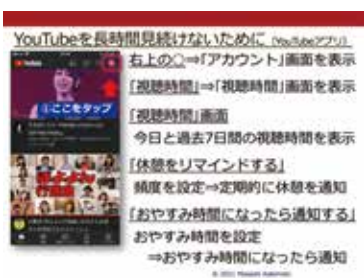 YouTubeを長時間見続けないために (YouTubeアプリ)
右上の○⇒「アカウント」画面を表示
①ここをタップ
「視聴時間」⇒「視聴時間」画面を表示
「視聴時間」画面
今日と過去7日間の視聴時間を表示
「休憩をリマインドする」
頻度を設定⇒定期的に休憩を通知
「おやすみ時間になったら通知する」
おやすみ時間を設定
⇒おやすみ時間になったら通知